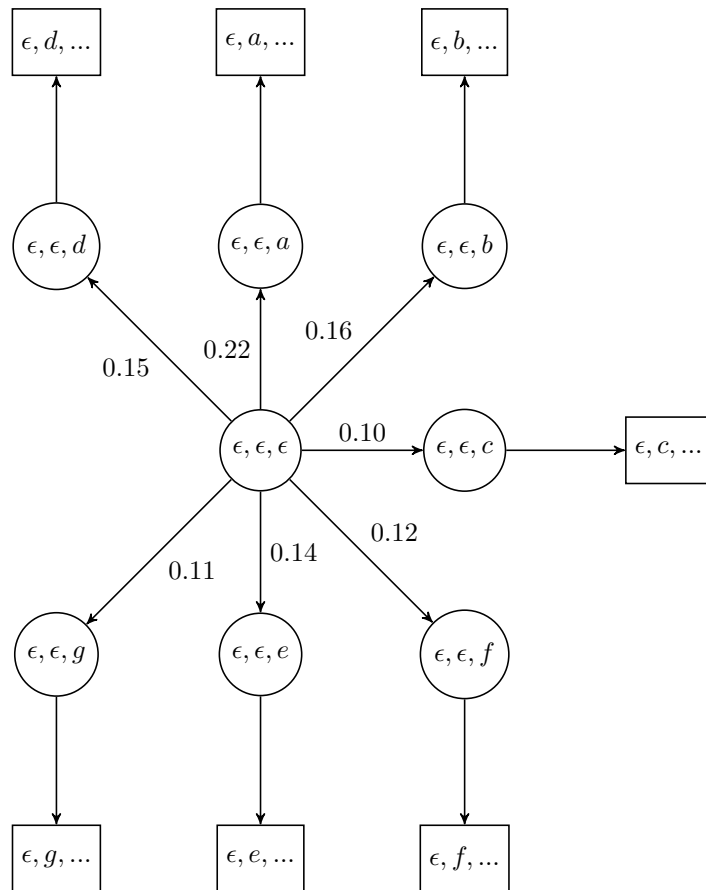 ϵ, d, ...
ϵ, a, ...
ϵ, b, ...
ϵ, ϵ, d
ϵ, ϵ, a
ϵ, ϵ, b
0.15
0.22
0.16
ϵ, ϵ, ϵ
0.10
ϵ, ϵ, c
ϵ, c, ...
0.11
0.14
0.12
ϵ, ϵ, g
ϵ, ϵ, e
ϵ, ϵ, f
ϵ, g, ...
ϵ, e, ...
ϵ, f, ...